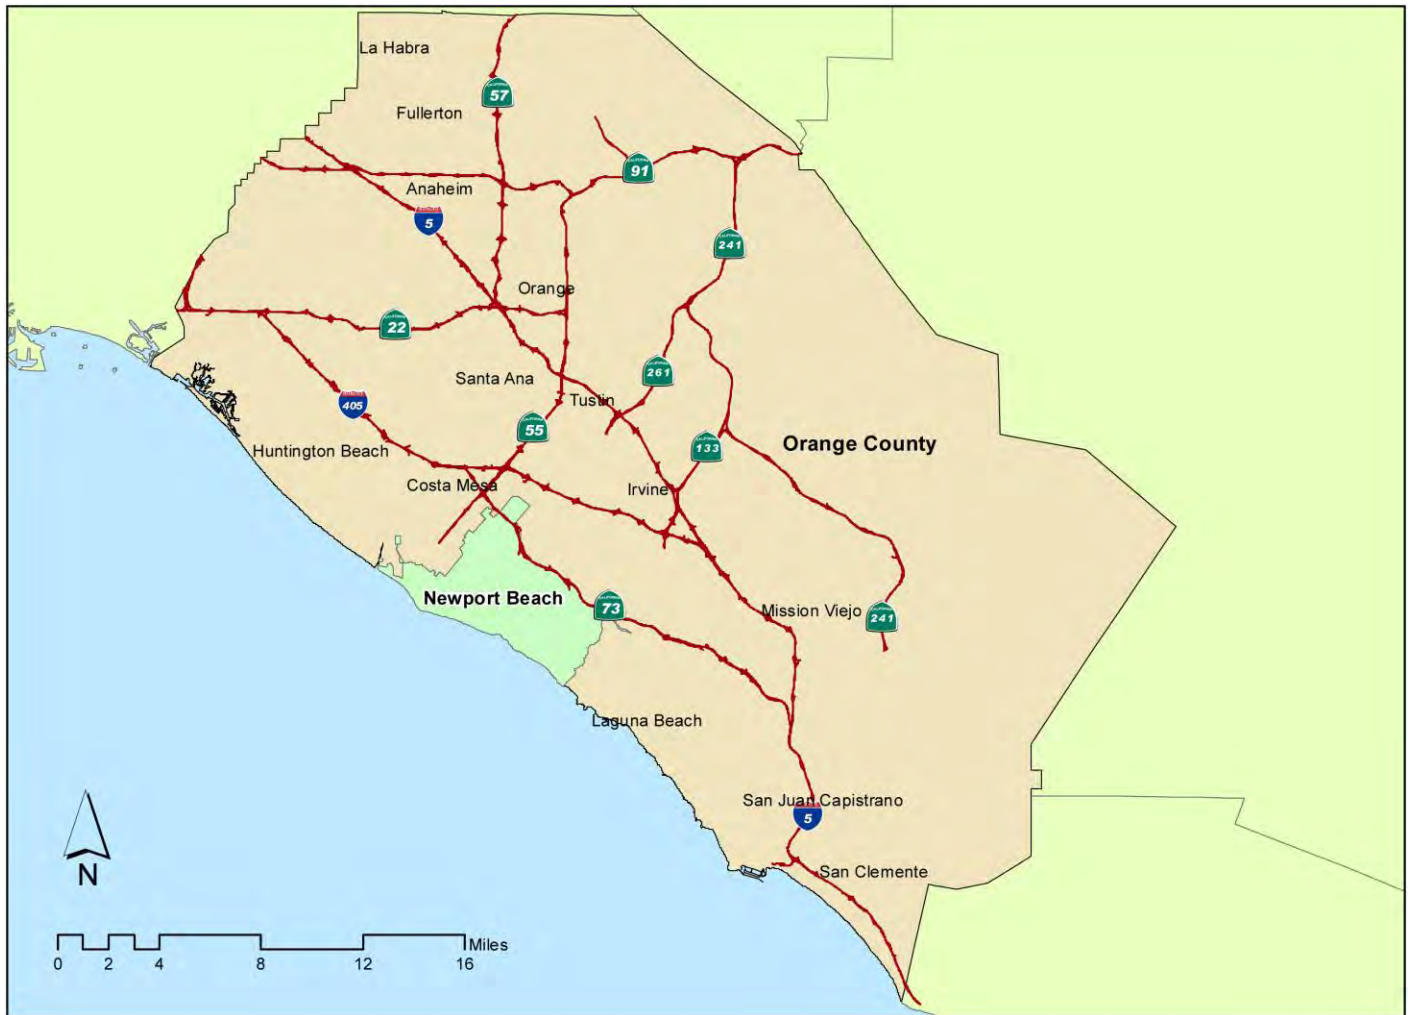 La Habra
57
Fullerton
91
Anaheim
5
241
Orange
22
261
Santa Ana
Tustin
405
55
133
Orange County
Huntington Beach
Costa Mesa
Irvine
Newport Beach
73
Mission Viejo
241
Laguna Beach
San Juan Capistrano
5
San Clemente
N
Miles
0 2 4 8 12 16